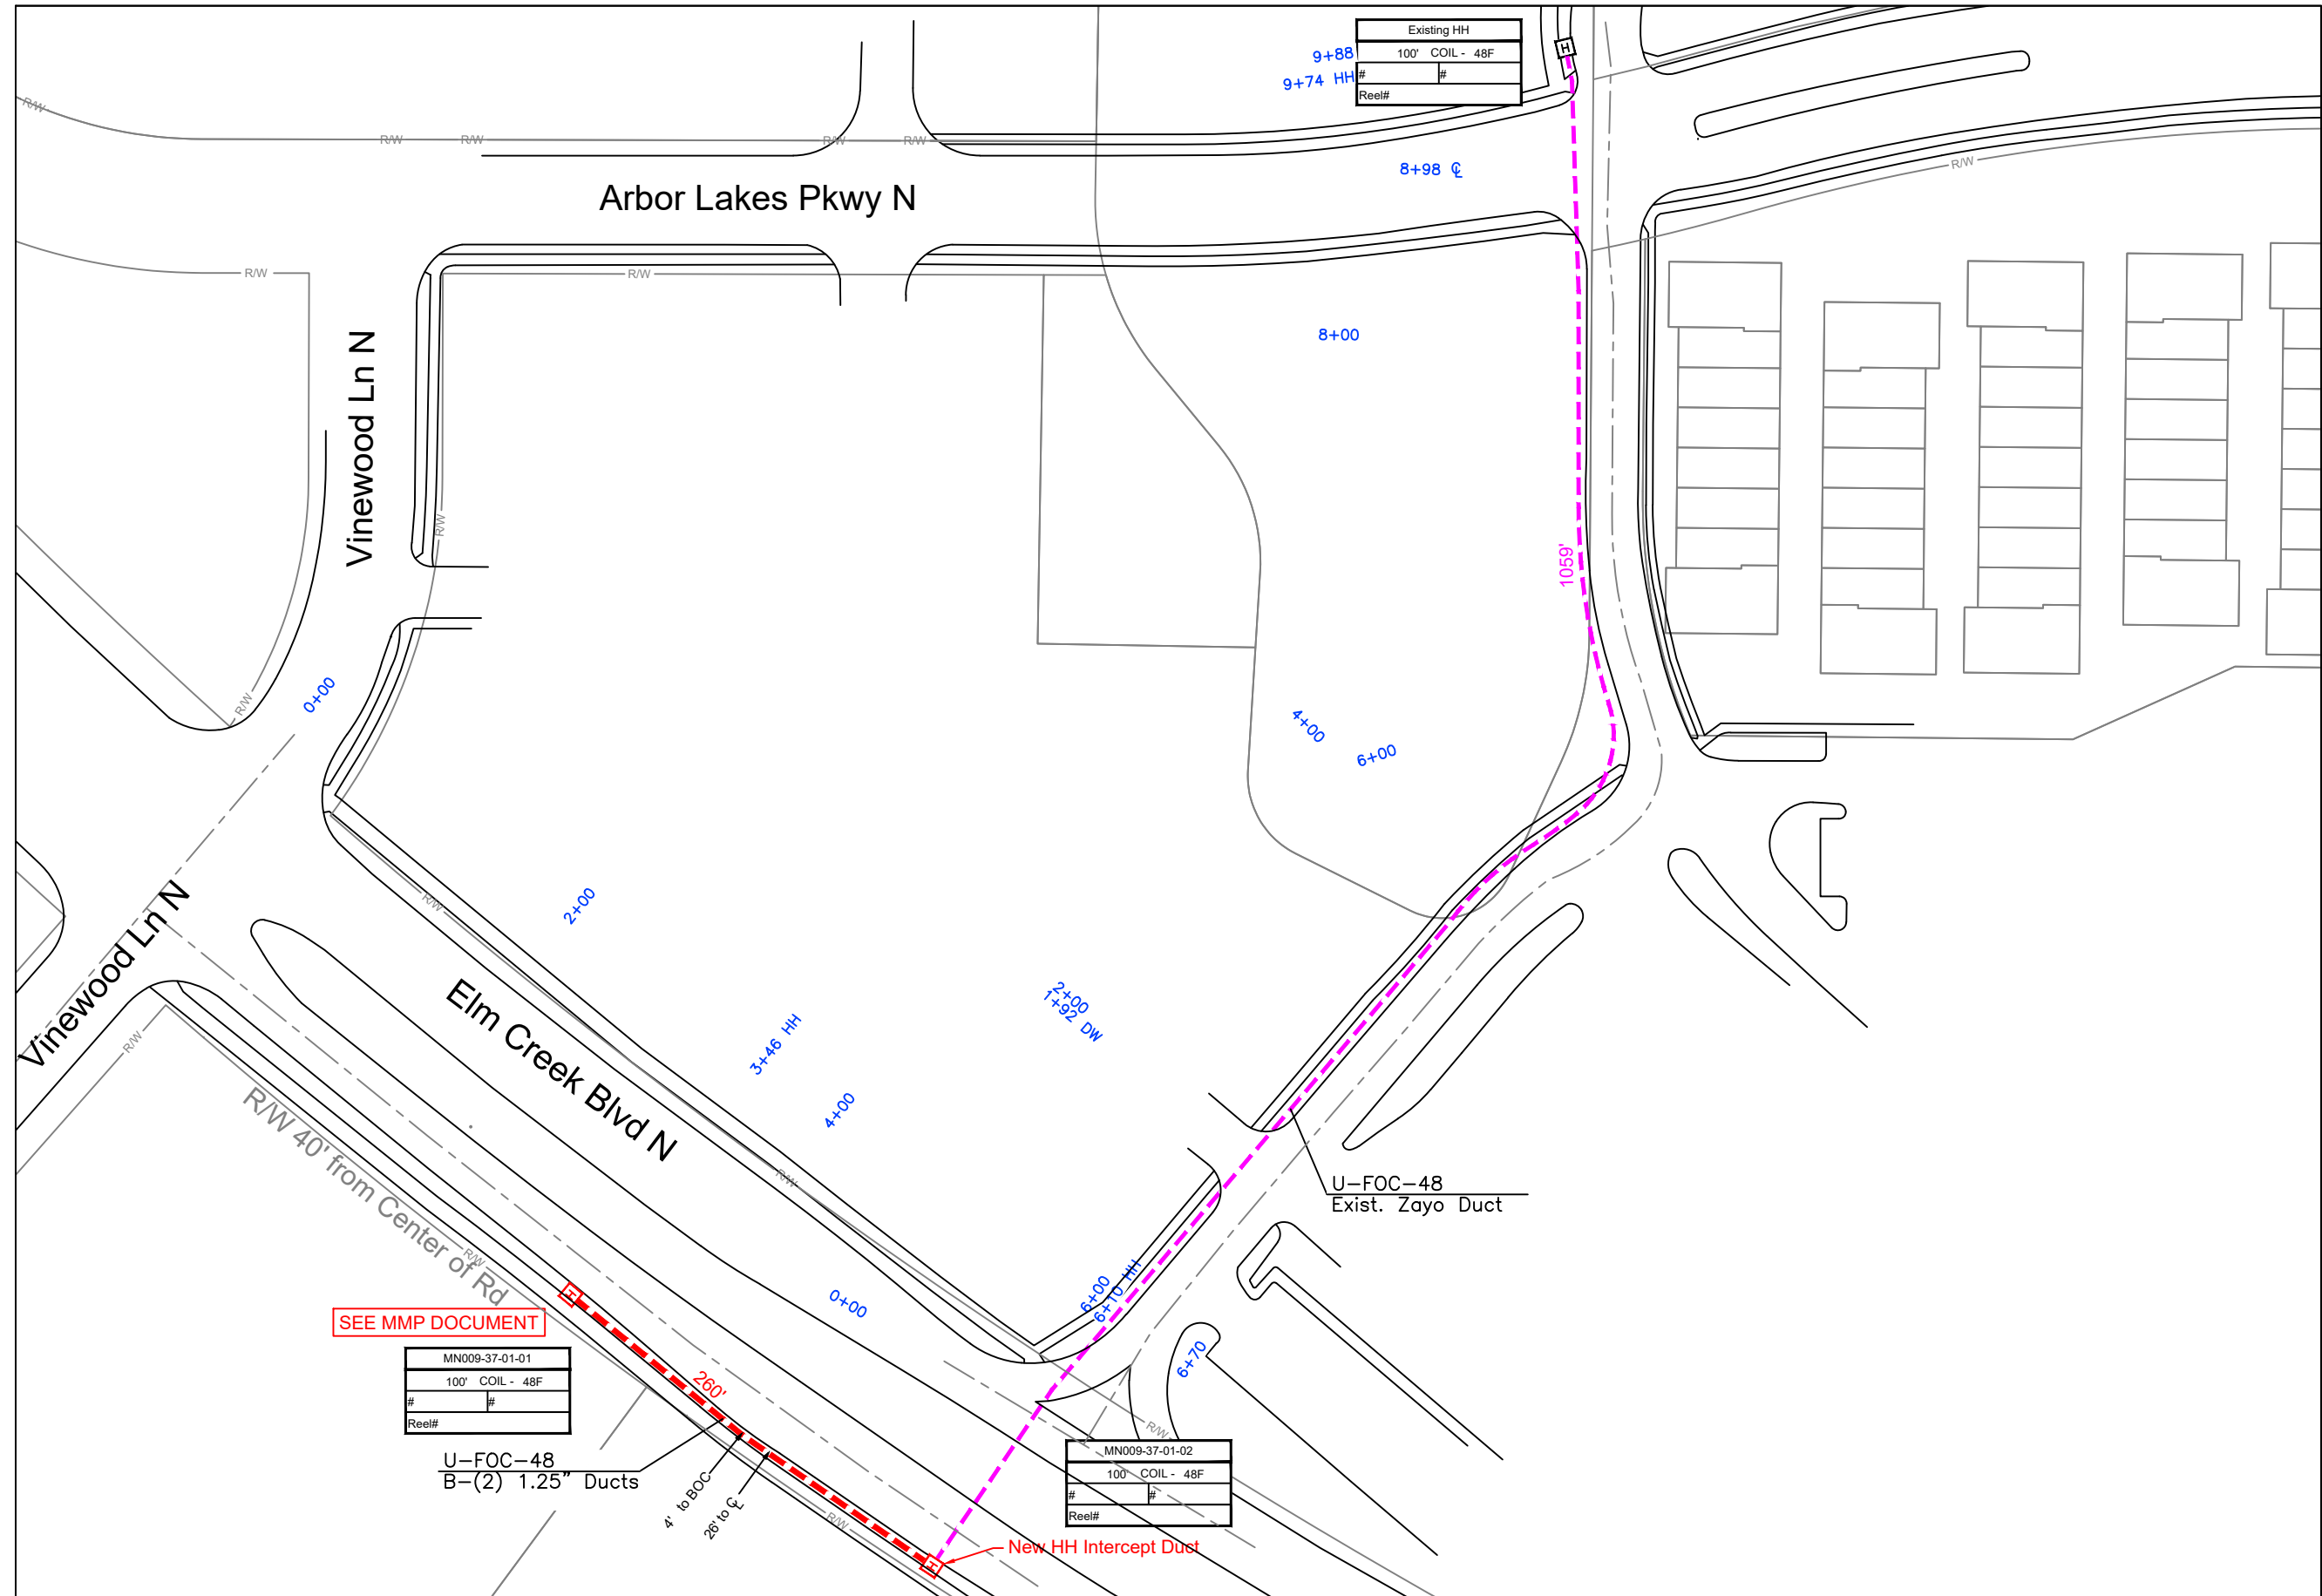 Existing HH
100' COIL - 48F
# #
Reel#
9+88
9+74 HH
R/W
R/W
R/W
R/W
R/W
8+98 ℄
R/W
Arbor Lakes Pkwy N
R/W
R/W
8+00
Vinewood Ln N
R/W
1059'
0+00
R/W
4+00
6+00
2+00
R/W
Vinewood Ln N
2+00
1+92 DW
Elm Creek Blvd N
3+46 HH
R/W
4+00
R/W 40' from Center of Rd
R/W
R/W
U-FOC-48
Exist. Zayo Duct
6+00
6+10 HH
0+00
SEE MMP DOCUMENT
6+70
MN009-37-01-01
100' COIL - 48F
# #
Reel#
260'
R/W
MN009-37-01-02
100' COIL - 48F
# #
Reel#
U-FOC-48
B-(2) 1.25" Ducts
4' to BOC
26' to ℄
R/W
New HH Intercept Duct
H
H
H